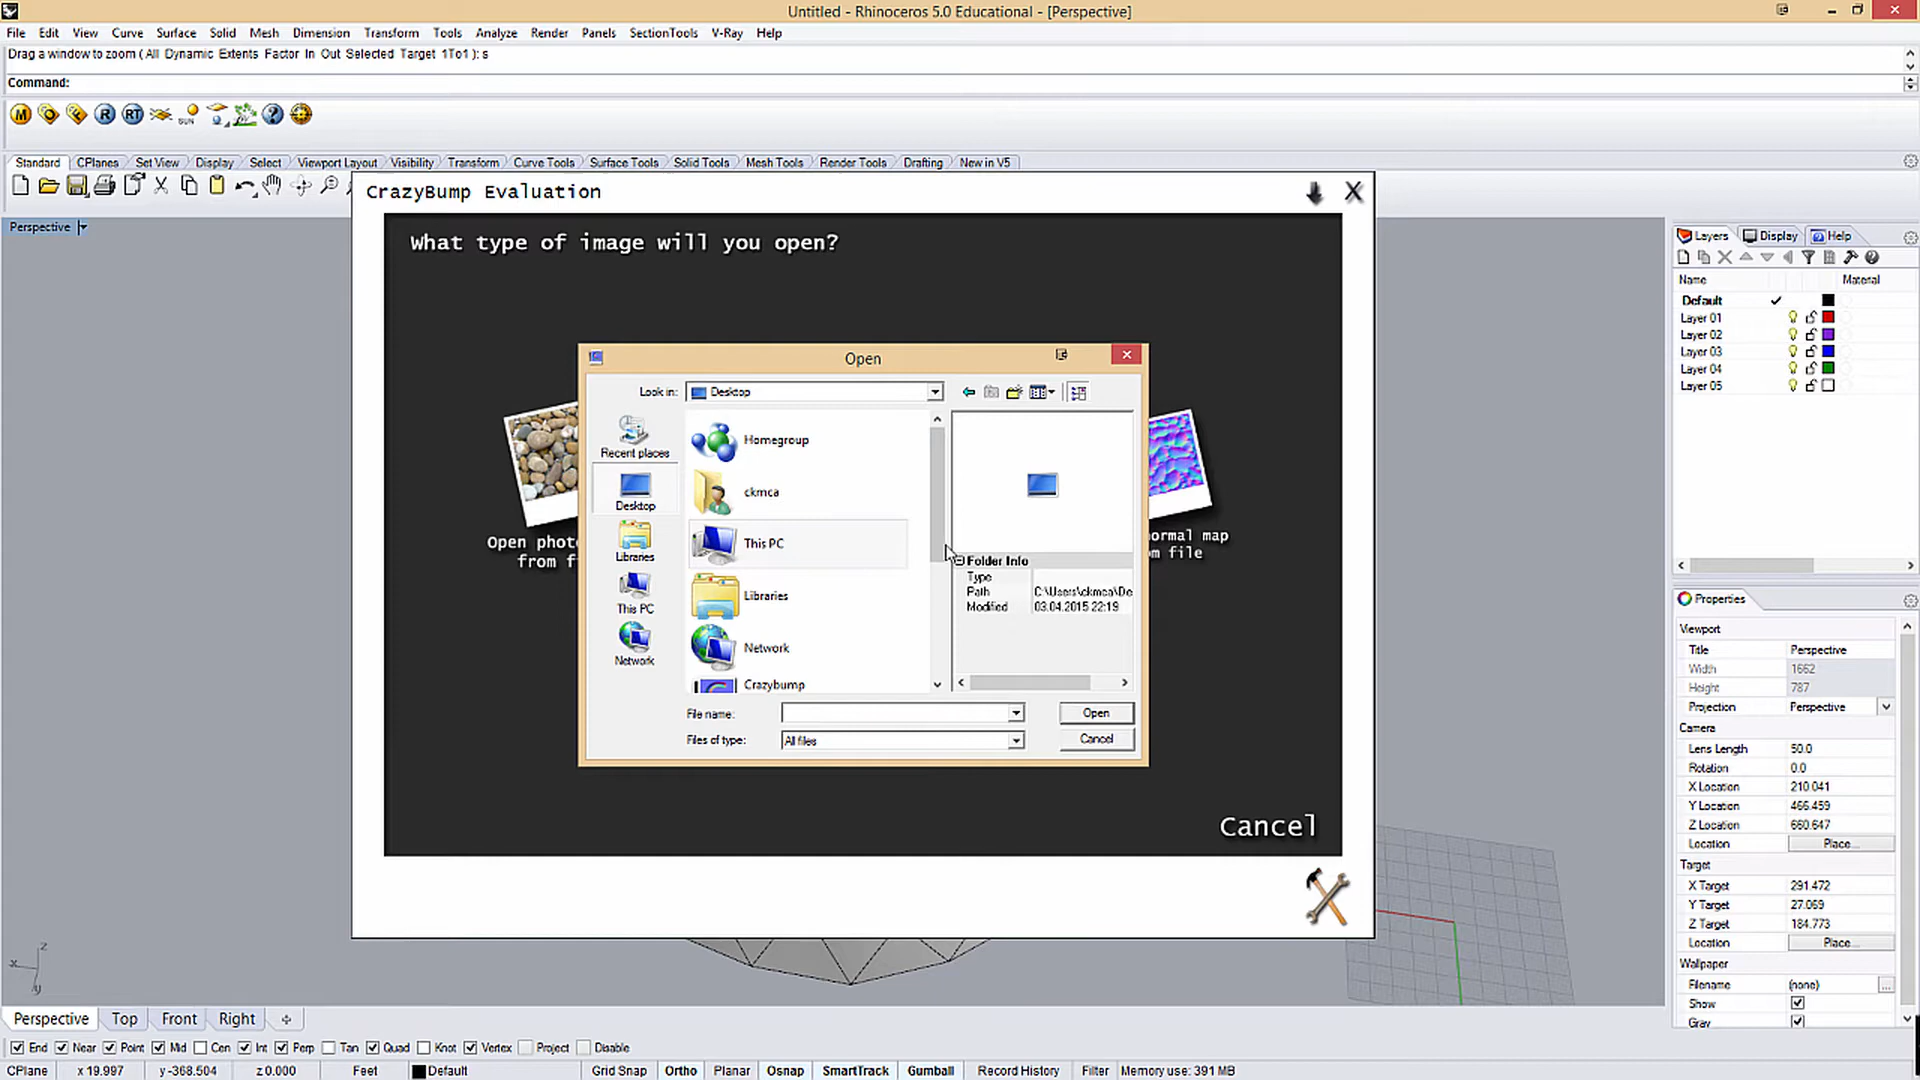 Untitled - Rhinoceros 5.0 Educational - [Perspective]
File Edit View Curve Surface Solid Mesh Dimension Transform Tools Analyze Render Panels SectionTools V-Ray Help
Drag a window to zoom ( All Dynamic Extents Factor In Out Selected Target 1To1 ): s
Command:
M R RT SUN
Standard CPlanes Set View Display Select Viewport Layout Visibility Transform Curve Tools Surface Tools Solid Tools Mesh Tools Render Tools Drafting New in V5
CrazyBump Evaluation X
Perspective
What type of image will you open?
Open
Look in: Desktop
Recent places
Desktop
Libraries
This PC
Network
Homegroup
ckmca
This PC
Libraries
Network
Crazybump
Folder Info
Type
Path C:\Users\ckmca\De
Modified 03.04.2015 22:19
File name: Open
Files of type: All files Cancel
Open phot
from f
ormal map
om file
Cancel
Layers Display Help
Name Material
Default
Layer 01
Layer 02
Layer 03
Layer 04
Layer 05
Properties
Viewport
Title Perspective
Width 1662
Height 787
Projection Perspective
Camera
Lens Length 50.0
Rotation 0.0
X Location 210.041
Y Location 466.459
Z Location 660.647
Location Place...
Target
X Target 291.472
Y Target 27.069
Z Target 184.773
Location Place...
Wallpaper
Filename (none) ...
Show
Gray
z
x
y
Perspective Top Front Right
End Near Point Mid Cen Int Perp Tan Quad Knot Vertex Project Disable
CPlane x 19.997 y -368.504 z 0.000 Feet Default Grid Snap Ortho Planar Osnap SmartTrack Gumball Record History Filter Memory use: 391 MB